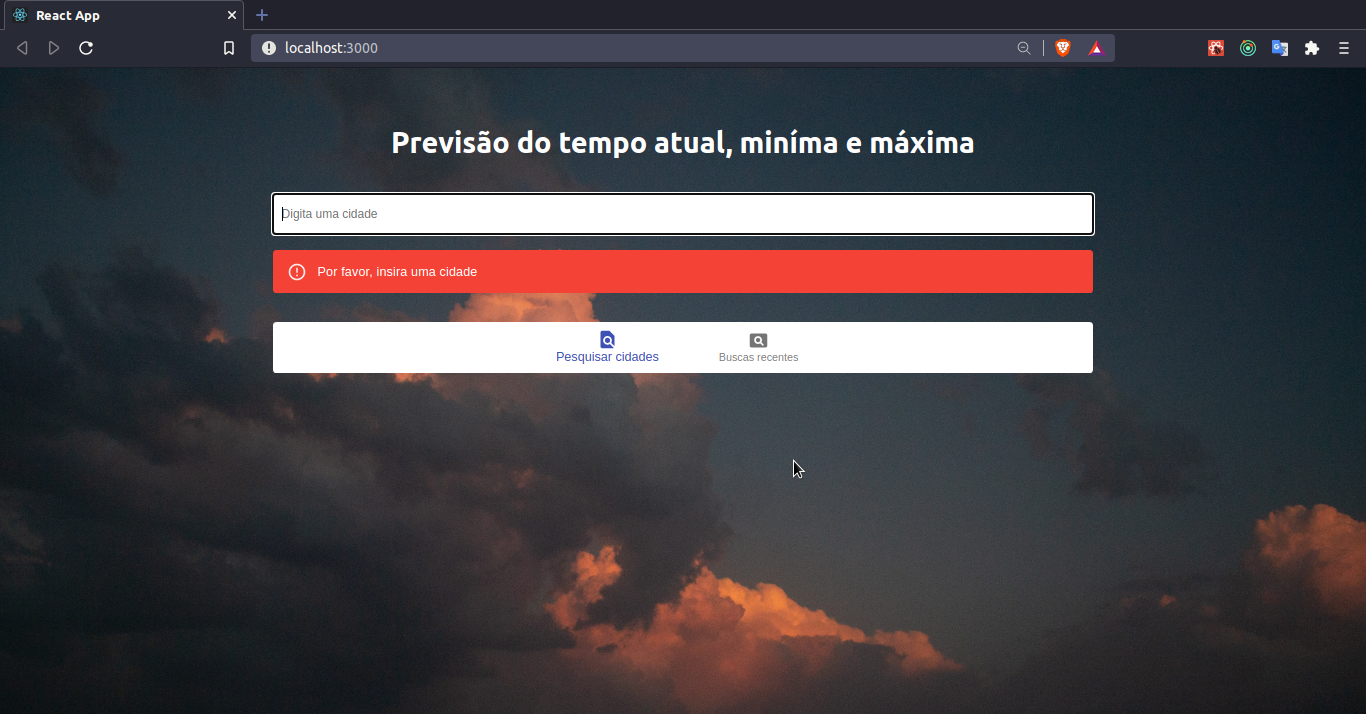 React App
localhost:3000
Previsão do tempo atual, miníma e máxima
Digita uma cidade
Por favor, insira uma cidade
Pesquisar cidades
Buscas recentes